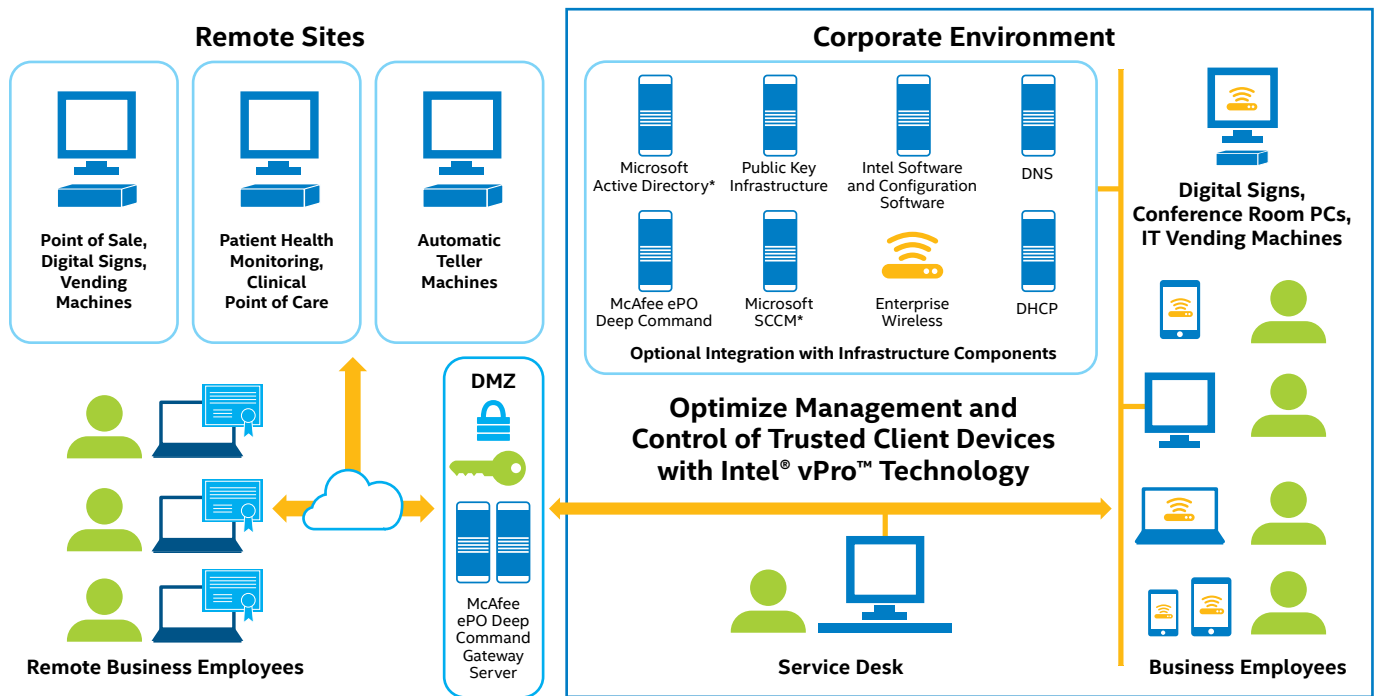 Remote Sites
Point of Sale,
Digital Signs,
Vending
Machines
Patient Health
Monitoring,
Clinical
Point of Care
Automatic
Teller
Machines
Remote Business Employees
DMZ
McAfee
ePO Deep
Command
Gateway
Server
Corporate Environment
Microsoft
Active Directory*
Public Key
Infrastructure
Intel Software
and Configuration
Software
DNS
McAfee ePO
Deep Command
Microsoft
SCCM*
Enterprise
Wireless
DHCP
Optional Integration with Infrastructure Components
Optimize Management and
Control of Trusted Client Devices
with Intel® vPro™ Technology
Service Desk
Digital Signs,
Conference Room PCs,
IT Vending Machines
Business Employees